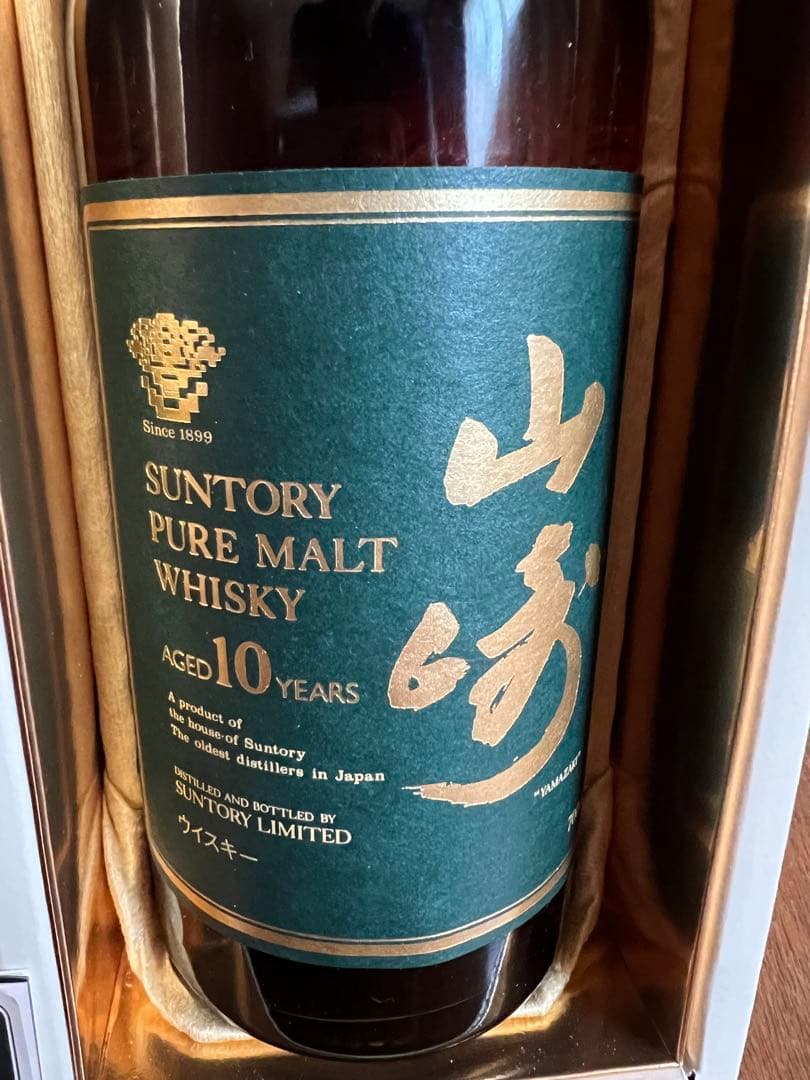 Since 1899
SUNTORY
PURE MALT
WHISKY
AGED 10 YEARS
A product of
the house of Suntory
The oldest distillers in Japan
DISTILLED AND BOTTLED BY
SUNTORY LIMITED
ウイスキー
山崎
"YAMAZAKI"